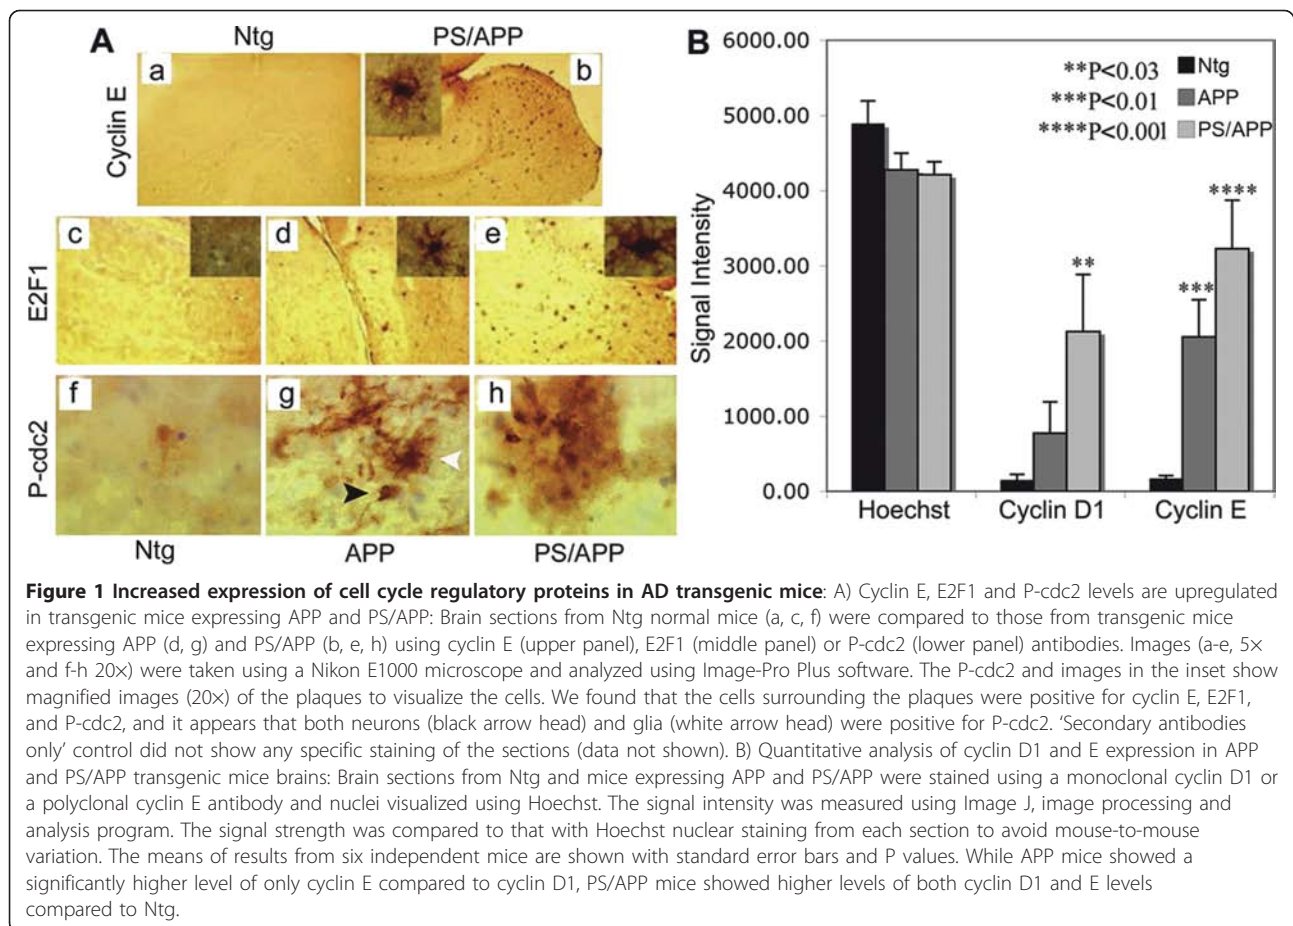 A
Ntg
PS/APP
a
b
Cyclin E
c
d
e
E2F1
f
g
h
P-cdc2
Ntg
APP
PS/APP
B
6000.00
5000.00
4000.00
3000.00
2000.00
1000.00
0.00
Signal Intensity
**P<0.03
***P<0.01
****P<0.001
Ntg
APP
PS/APP
**
***
****
Hoechst
Cyclin D1
Cyclin E
Figure 1 Increased expression of cell cycle regulatory proteins in AD transgenic mice: A) Cyclin E, E2F1 and P-cdc2 levels are upregulated
in transgenic mice expressing APP and PS/APP: Brain sections from Ntg normal mice (a, c, f) were compared to those from transgenic mice
expressing APP (d, g) and PS/APP (b, e, h) using cyclin E (upper panel), E2F1 (middle panel) or P-cdc2 (lower panel) antibodies. Images (a-e, 5×
and f-h 20×) were taken using a Nikon E1000 microscope and analyzed using Image-Pro Plus software. The P-cdc2 and images in the inset show
magnified images (20×) of the plaques to visualize the cells. We found that the cells surrounding the plaques were positive for cyclin E, E2F1,
and P-cdc2, and it appears that both neurons (black arrow head) and glia (white arrow head) were positive for P-cdc2. ‘Secondary antibodies
only’ control did not show any specific staining of the sections (data not shown). B) Quantitative analysis of cyclin D1 and E expression in APP
and PS/APP transgenic mice brains: Brain sections from Ntg and mice expressing APP and PS/APP were stained using a monoclonal cyclin D1 or
a polyclonal cyclin E antibody and nuclei visualized using Hoechst. The signal intensity was measured using Image J, image processing and
analysis program. The signal strength was compared to that with Hoechst nuclear staining from each section to avoid mouse-to-mouse
variation. The means of results from six independent mice are shown with standard error bars and P values. While APP mice showed a
significantly higher level of only cyclin E compared to cyclin D1, PS/APP mice showed higher levels of both cyclin D1 and E levels
compared to Ntg.